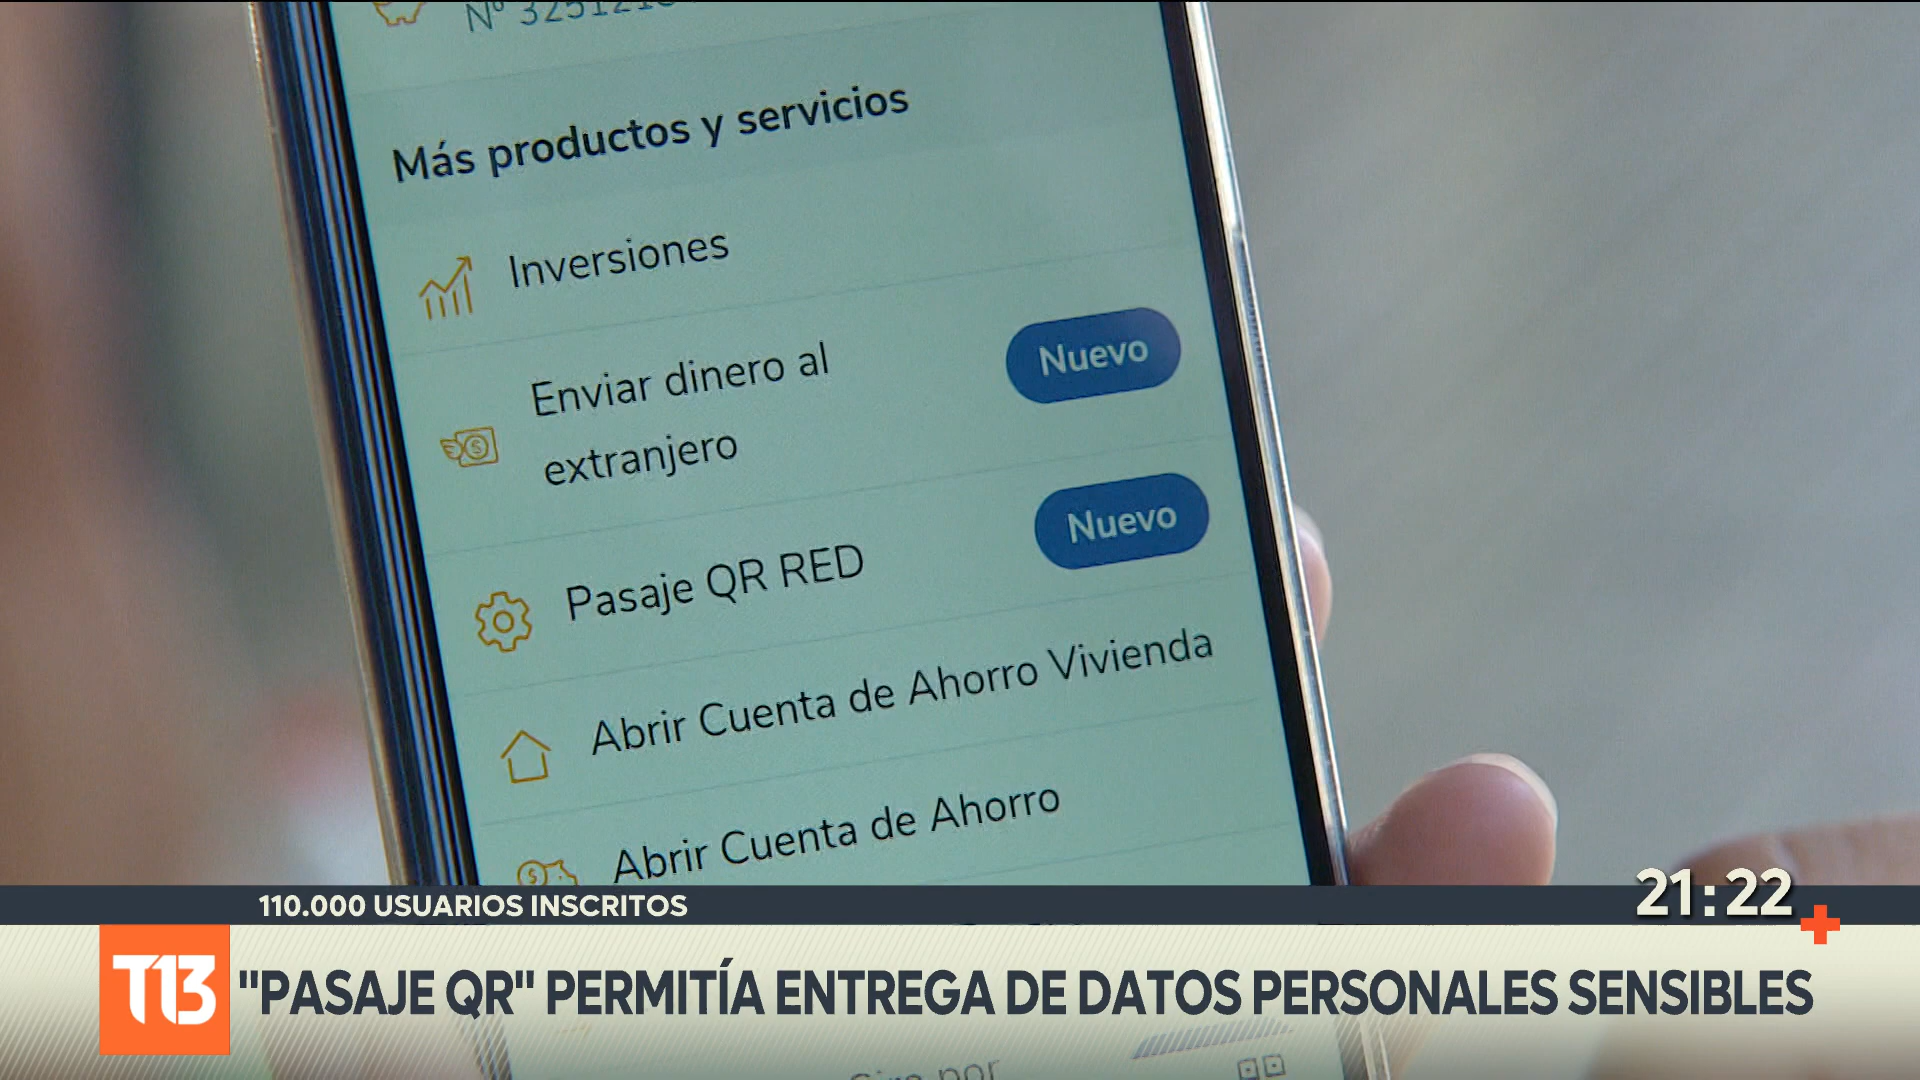 Más productos y servicios
Inversiones
Enviar dinero al
extranjero
Nuevo
Pasaje QR RED
Nuevo
Abrir Cuenta de Ahorro Vivienda
Abrir Cuenta de Ahorro
110.000 USUARIOS INSCRITOS
21:22
T13
"PASAJE QR" PERMITÍA ENTREGA DE DATOS PERSONALES SENSIBLES